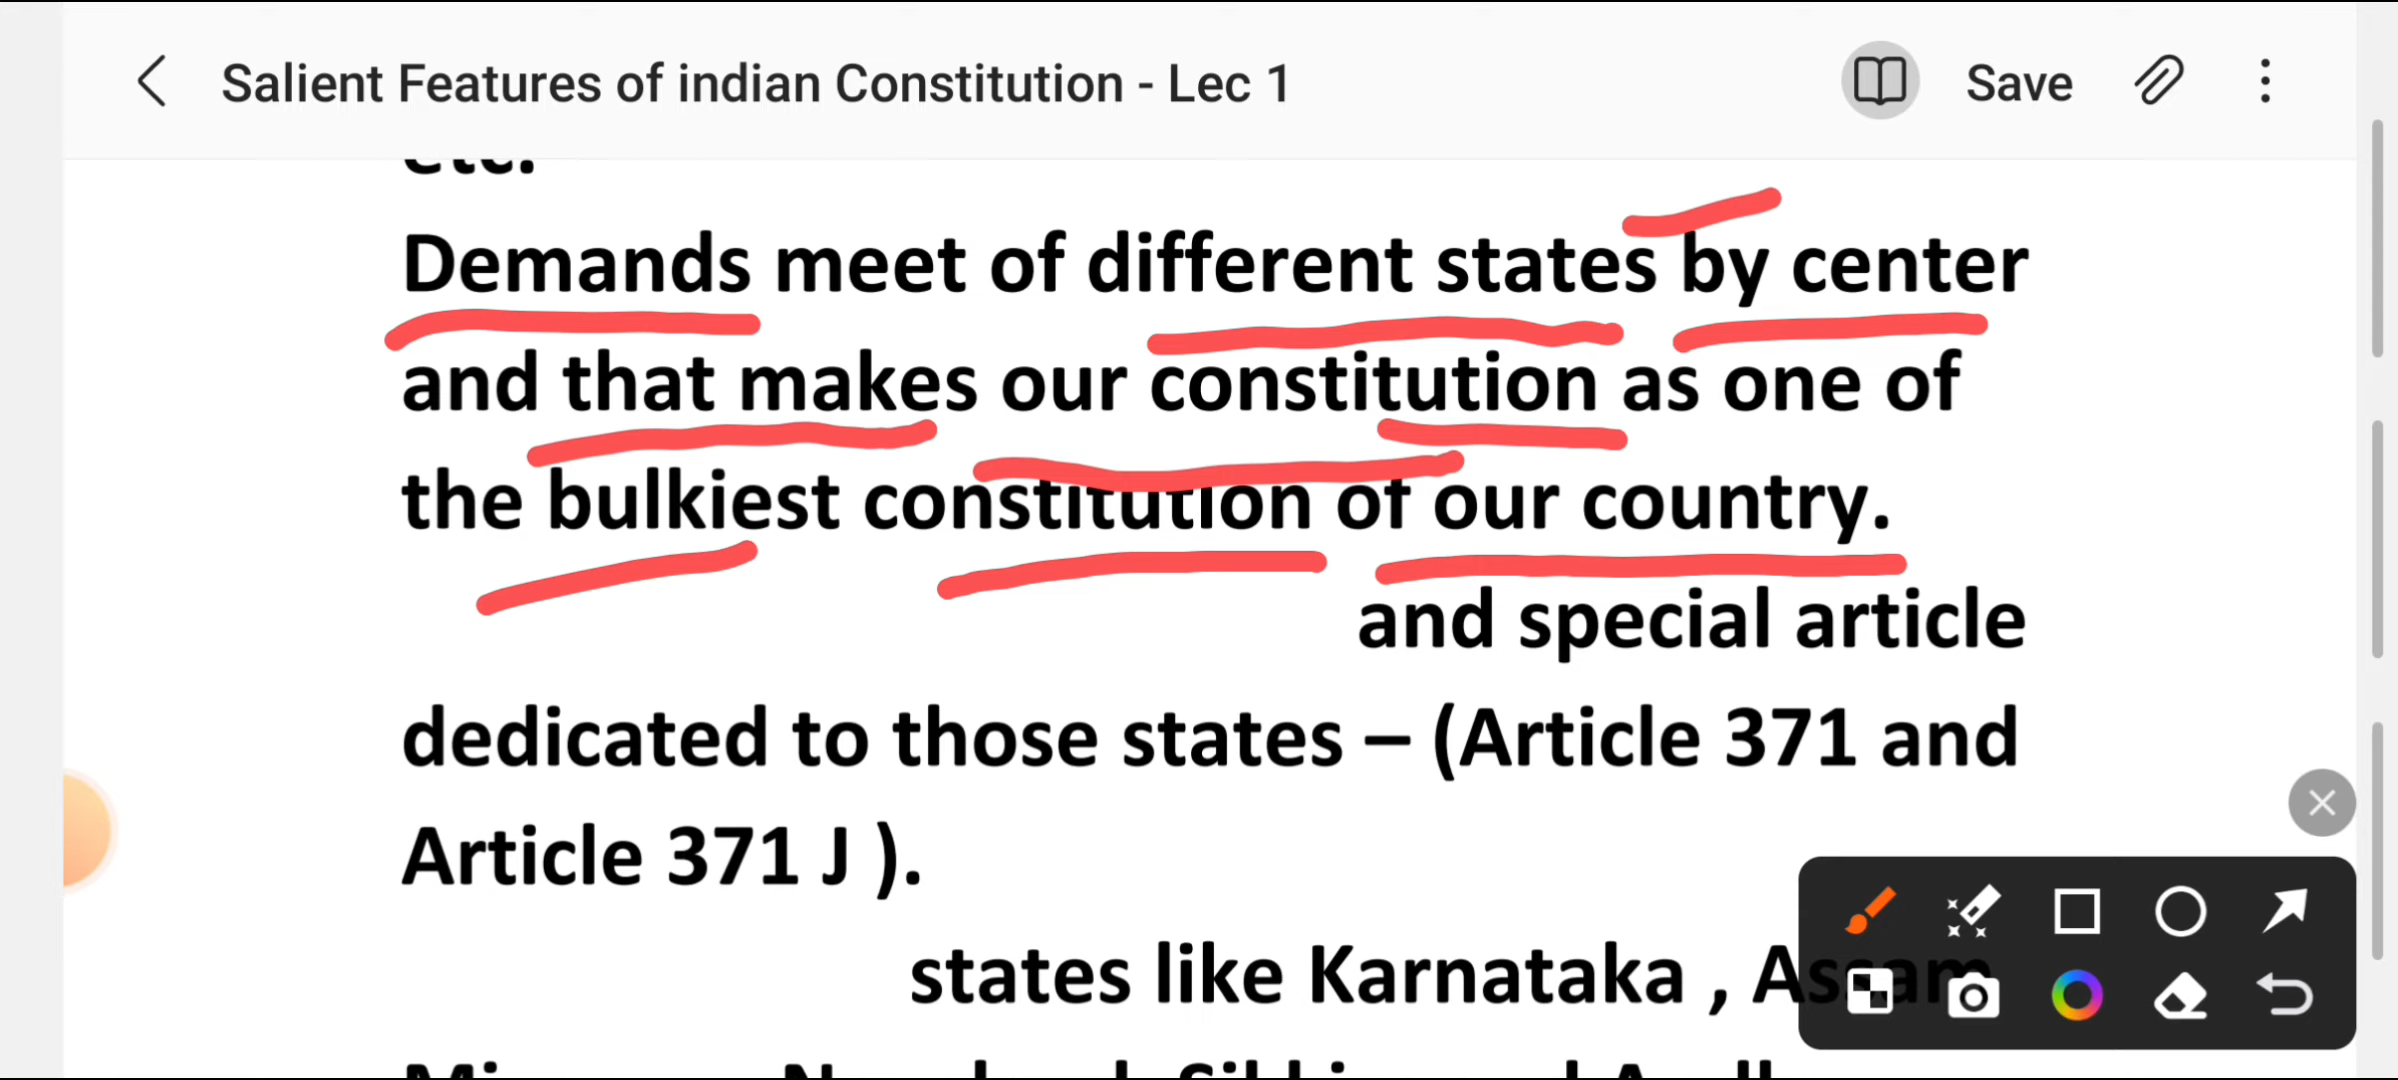 Salient Features of indian Constitution - Lec 1
Save
etc.
Demands meet of different states by center
and that makes our constitution as one of
the bulkiest constitution of our country.
and special article
dedicated to those states – (Article 371 and
Article 371 J ).
states like Karnataka , Assam